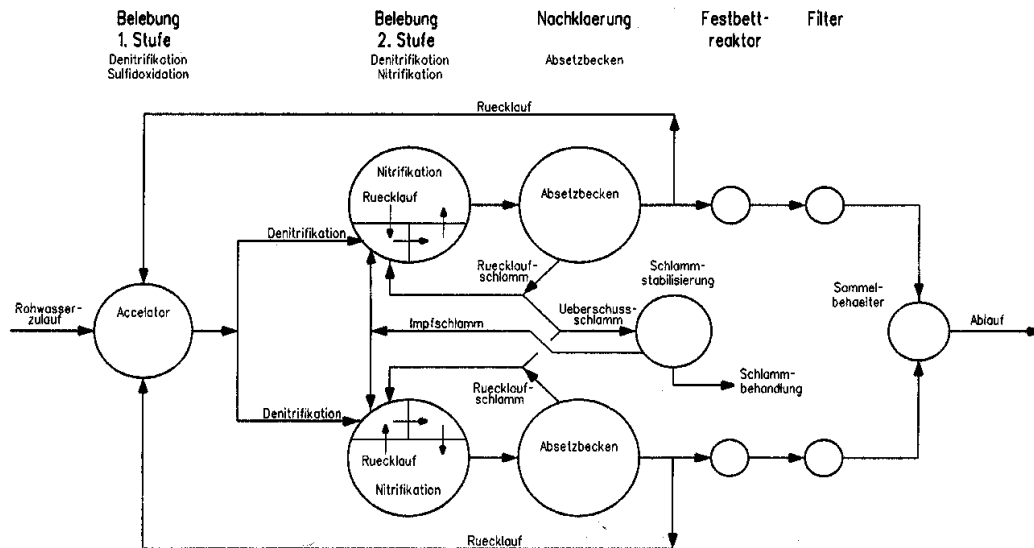 Belebung
1. Stufe
Denitrifikation
Sulfidoxidation
Belebung
2. Stufe
Denitrifikation
Nitrifikation
Nachklaerung
Absetzbecken
Festbett-
reaktor
Filter
Ruecklauf
Nitrifikation
Ruecklauf
Absetzbecken
Denitrifikation
Ruecklauf-
schlamm
Schlamm-
stabilisierung
Rohwasser-
zulauf
Accelator
Impfschlamm
Ueberschuss-
schlamm
Sammel-
behaelter
Ablauf
Ruecklauf-
schlamm
Schlamm-
behandlung
Denitrifikation
Ruecklauf
Nitrifikation
Absetzbecken
Ruecklauf